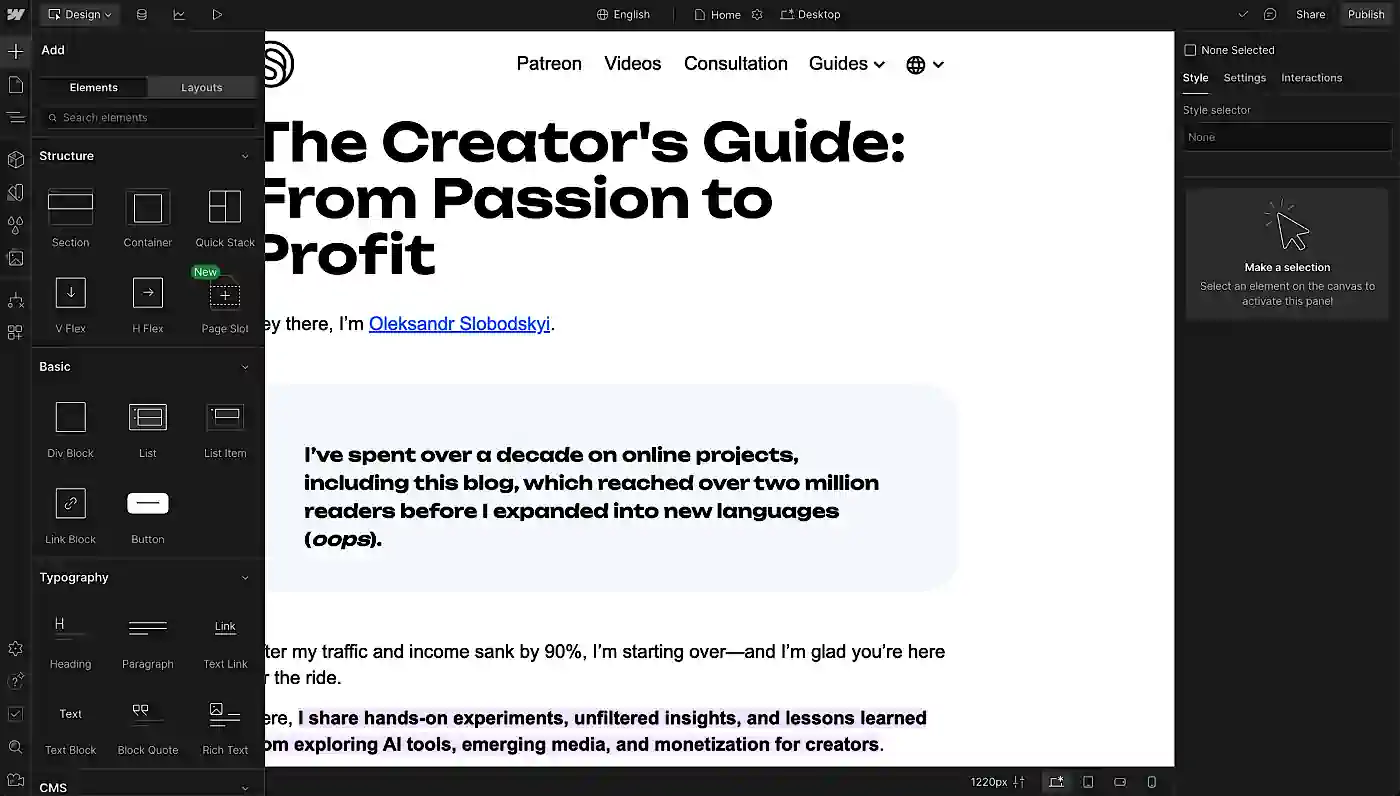 Design
English
Home
Desktop
Share
Publish
Add
Elements
Layouts
Search elements
Structure
Section
Container
Quick Stack
New
V Flex
H Flex
Page Slot
Basic
Div Block
List
List Item
Link Block
Button
Typography
H
Heading
Paragraph
Link
Text Link
Text
Text Block
Block Quote
Rich Text
CMS
Patreon
Videos
Consultation
Guides
The Creator's Guide:
From Passion to
Profit
ey there, I’m Oleksandr Slobodskyi.
I’ve spent over a decade on online projects,
including this blog, which reached over two million
readers before I expanded into new languages
(oops).
fter my traffic and income sank by 90%, I’m starting over—and I’m glad you’re here
r the ride.
ere, I share hands-on experiments, unfiltered insights, and lessons learned
om exploring AI tools, emerging media, and monetization for creators.
1220px
None Selected
Style
Settings
Interactions
Style selector
None
Make a selection
Select an element on the canvas to
activate this panel